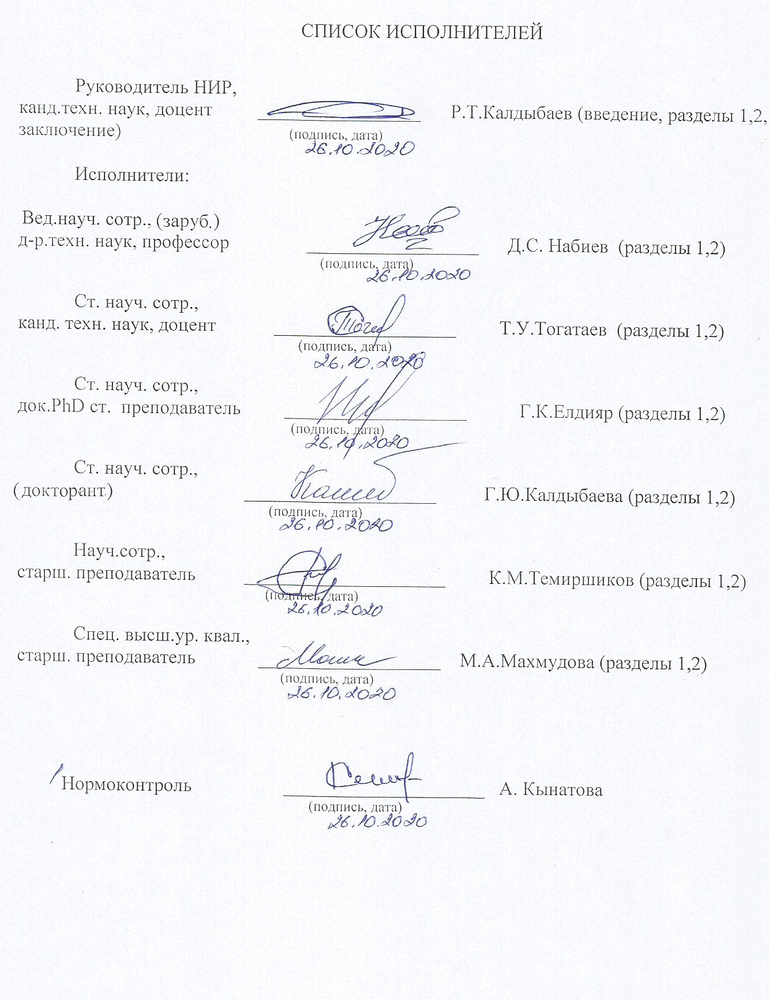 СПИСОК ИСПОЛНИТЕЛЕЙ
Руководитель НИР,
канд.техн. наук, доцент Р.Т.Калдыбаев (введение, разделы 1,2,
заключение)
(подпись, дата)
26.10.2020
Исполнители:
Вед.науч. сотр., (заруб.)
д-р.техн. наук, профессор Д.С. Набиев (разделы 1,2)
(подпись, дата)
26.10.2020
Ст. науч. сотр.,
канд. техн. наук, доцент Т.У.Тогатаев (разделы 1,2)
(подпись, дата)
26.10.2020
Ст. науч. сотр.,
док.PhD ст. преподаватель Г.К.Елдияр (разделы 1,2)
(подпись, дата)
26.10.2020
Ст. науч. сотр.,
(докторант) Г.Ю.Калдыбаева (разделы 1,2)
(подпись, дата)
26.10.2020
Науч.сотр.,
старш. преподаватель К.М.Темиршиков (разделы 1,2)
(подпись, дата)
26.10.2020
Спец. высш.ур. квал.,
старш. преподаватель М.А.Махмудова (разделы 1,2)
(подпись, дата)
26.10.2020
Нормоконтроль А. Кынатова
(подпись, дата)
26.10.2020